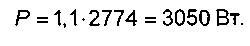 P = 1,1·2774 = 3050 Вт.